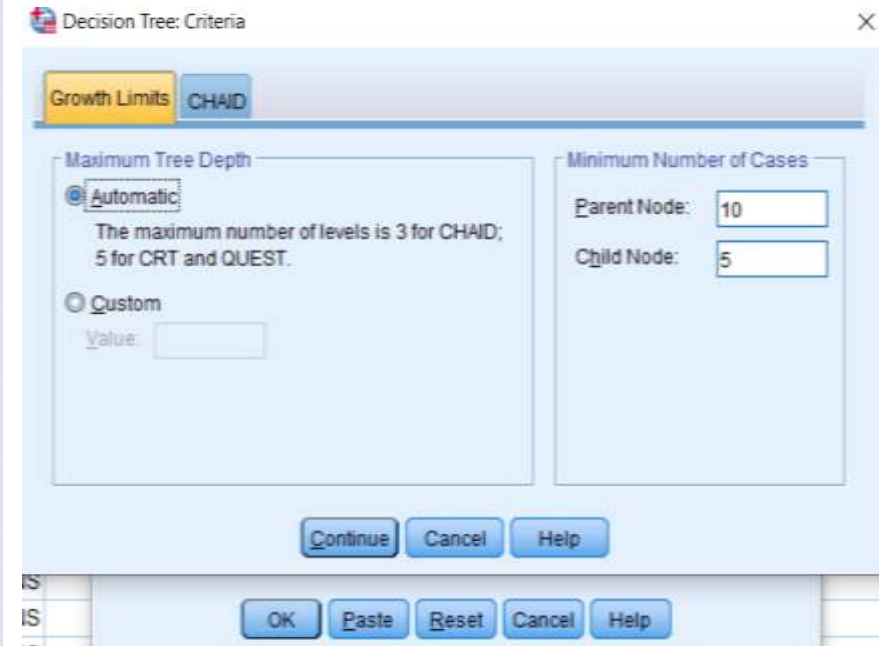 Decision Tree: Criteria
Growth Limits CHAID
Maximum Tree Depth
Automatic
The maximum number of levels is 3 for CHAID;
5 for CRT and QUEST.
Custom
Value:
Minimum Number of Cases
Parent Node: 10
Child Node: 5
Continue Cancel Help
IS
IS
OK Paste Reset Cancel Help